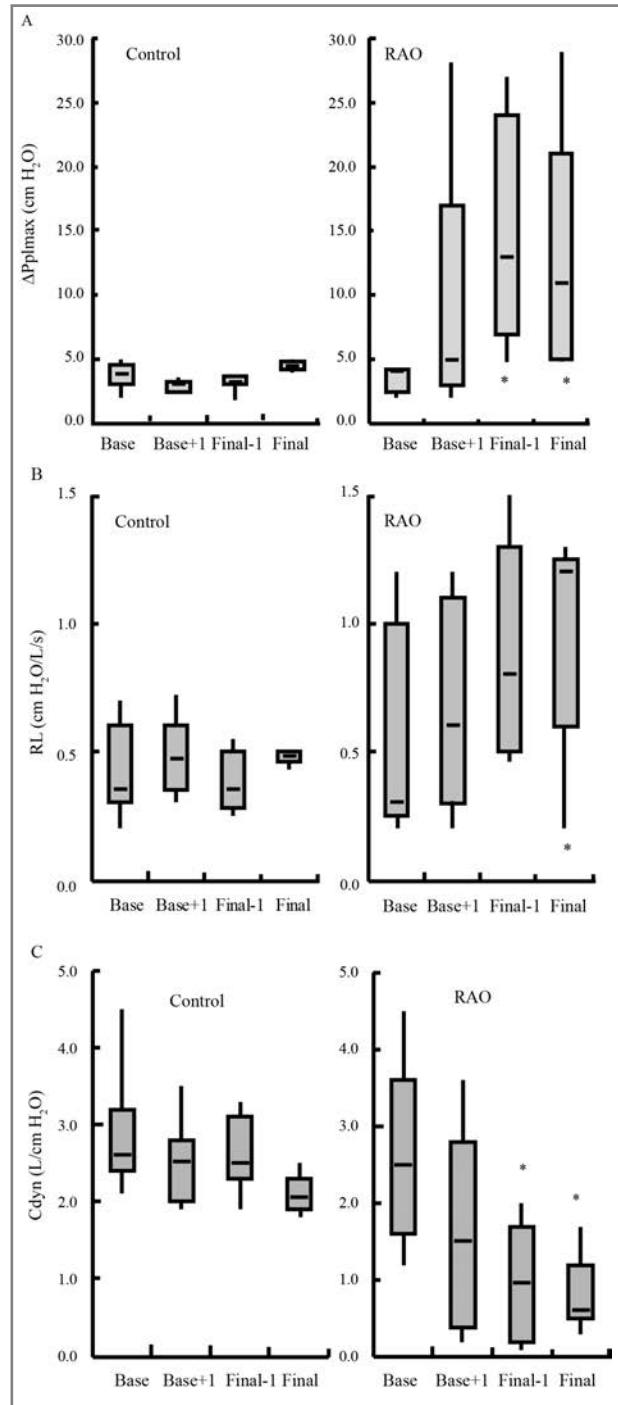 A
Control
RAO
30.0
25.0
20.0
15.0
10.0
5.0
0.0
30.0
25.0
20.0
15.0
10.0
5.0
0.0
ΔPplmax (cm H₂O)
*
*
Base Base+1 Final-1 Final
Base Base+1 Final-1 Final
B
Control
RAO
1.5
1.0
0.5
0.0
1.5
1.0
0.5
0.0
RL (cm H₂O/L/s)
*
Base Base+1 Final-1 Final
Base Base+1 Final-1 Final
C
Control
RAO
5.0
4.0
3.0
2.0
1.0
0.0
5.0
4.0
3.0
2.0
1.0
0.0
Cdyn (L/cm H₂O)
*
*
Base Base+1 Final-1 Final
Base Base+1 Final-1 Final